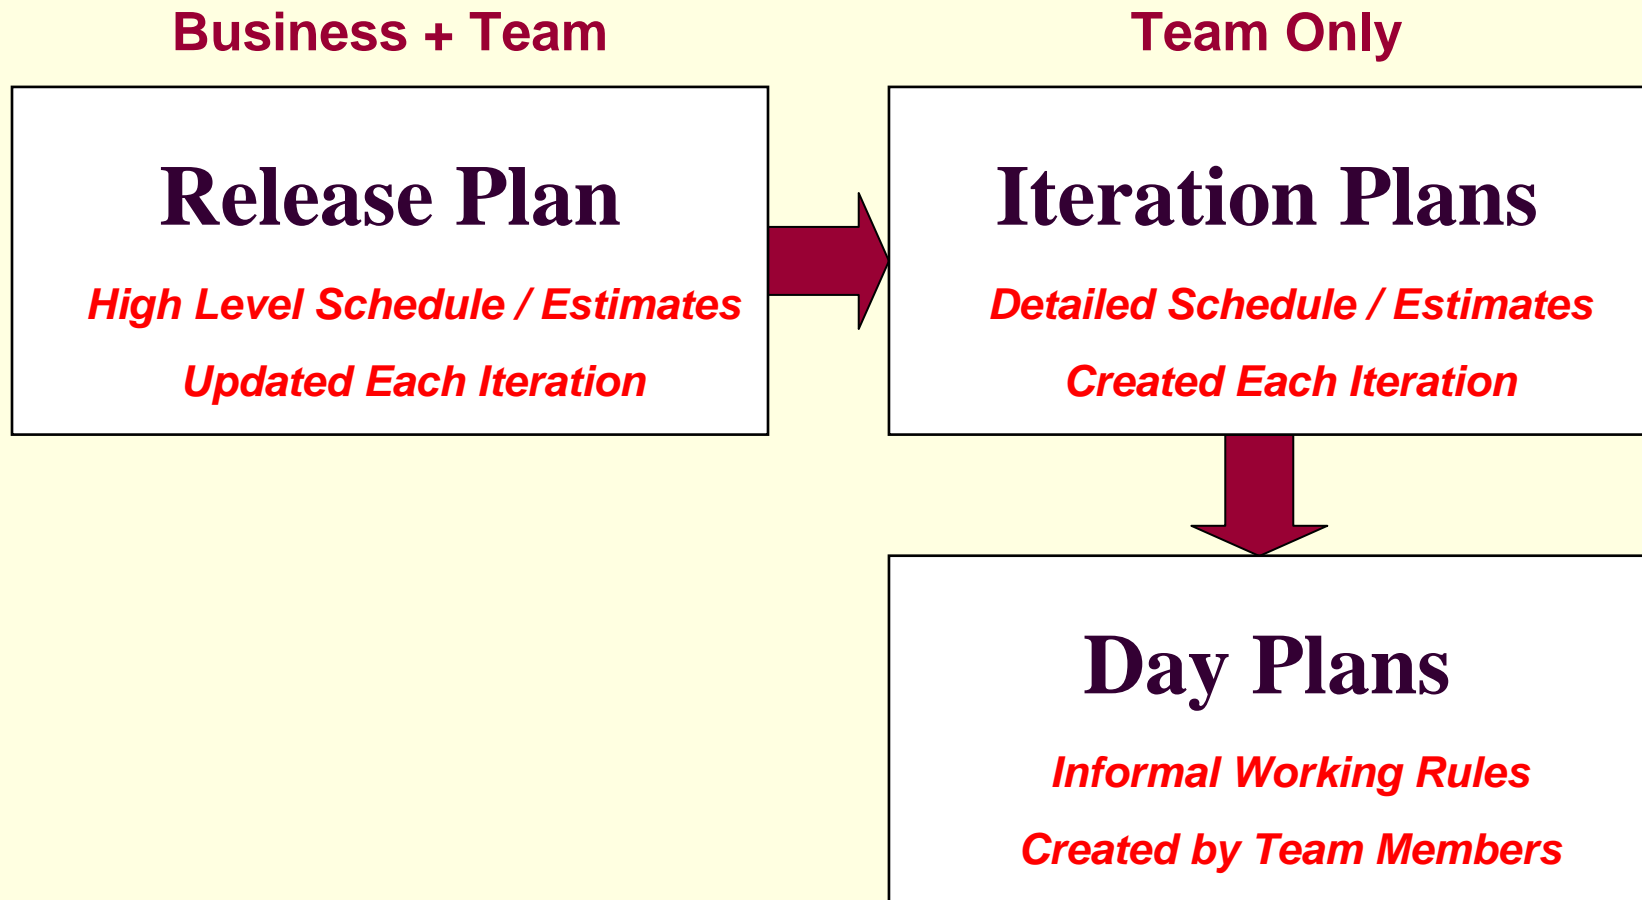 Business + Team
Team Only
Release Plan
High Level Schedule / Estimates
Updated Each Iteration
Iteration Plans
Detailed Schedule / Estimates
Created Each Iteration
Day Plans
Informal Working Rules
Created by Team Members